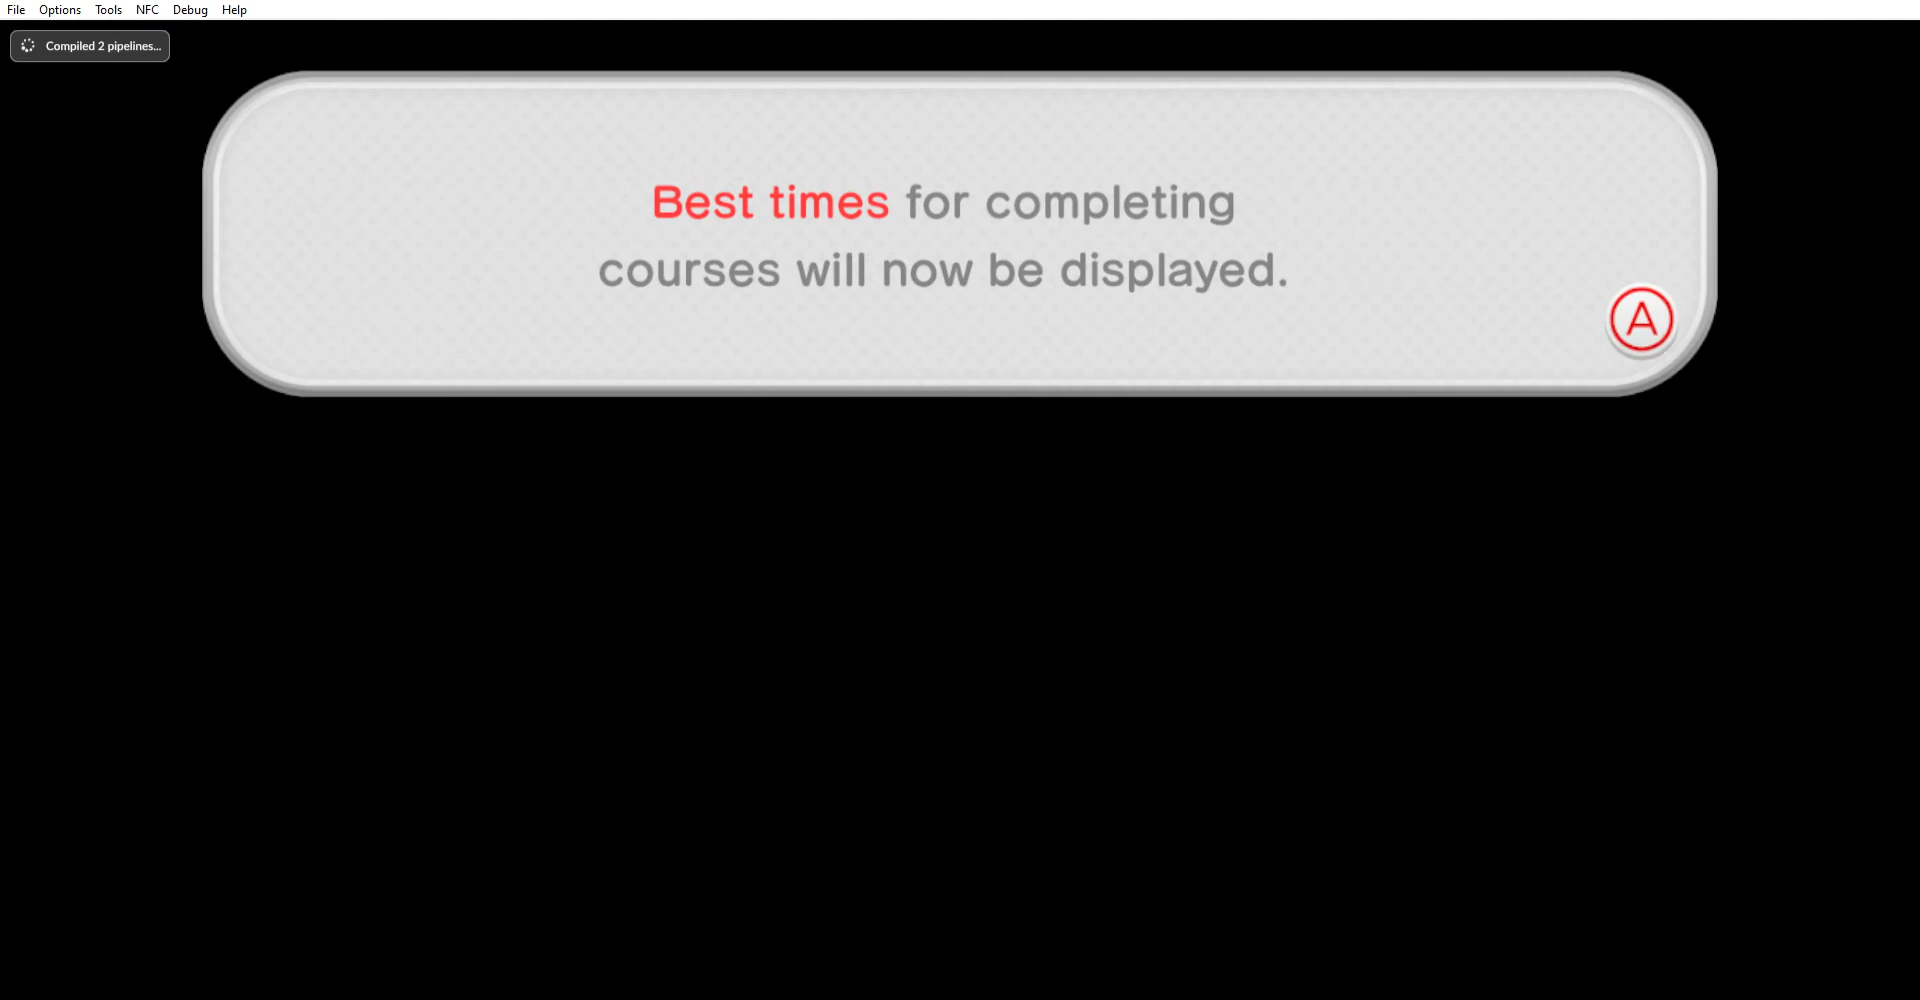 File Options Tools NFC Debug Help
Compiled 2 pipelines...
Best times for completing
courses will now be displayed.
A